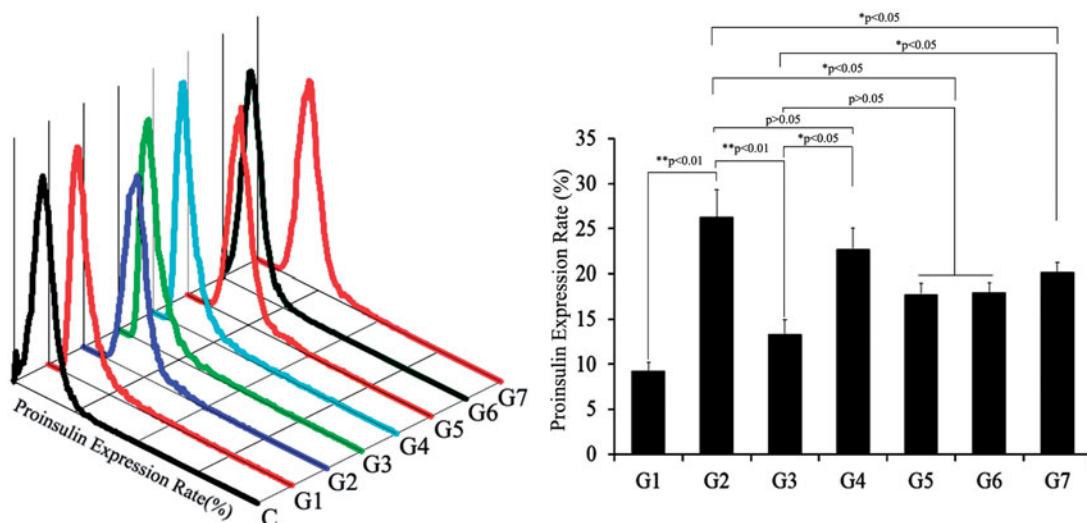 Proinsulin Expression Rate(%)
C
G1
G2
G3
G4
G5
G6
G7
*p<0.05
*p<0.05
*p<0.05
p>0.05
p>0.05
**p<0.01
**p<0.01
*p<0.05
Proinsulin Expression Rate (%)
35
30
25
20
15
10
5
0
G1 G2 G3 G4 G5 G6 G7